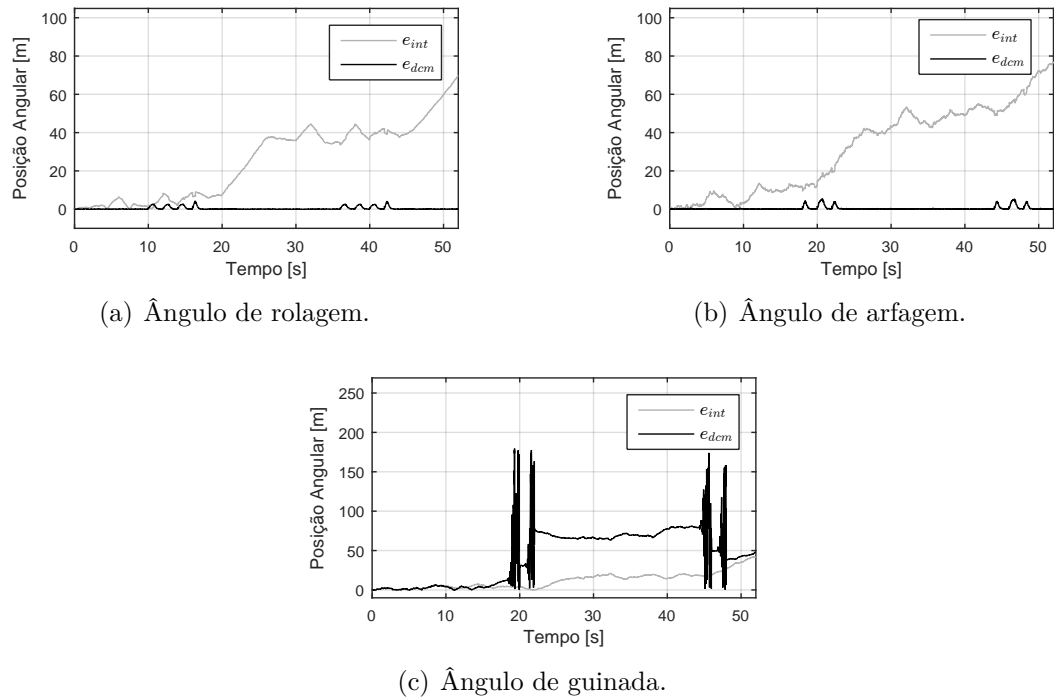 100
80
60
40
20
0
Posição Angular [m]
e_int
e_dcm
0 10 20 30 40 50
Tempo [s]
(a) Ângulo de rolagem.
100
80
60
40
20
0
Posição Angular [m]
e_int
e_dcm
0 10 20 30 40 50
Tempo [s]
(b) Ângulo de arfagem.
250
200
150
100
50
0
Posição Angular [m]
e_int
e_dcm
0 10 20 30 40 50
Tempo [s]
(c) Ângulo de guinada.